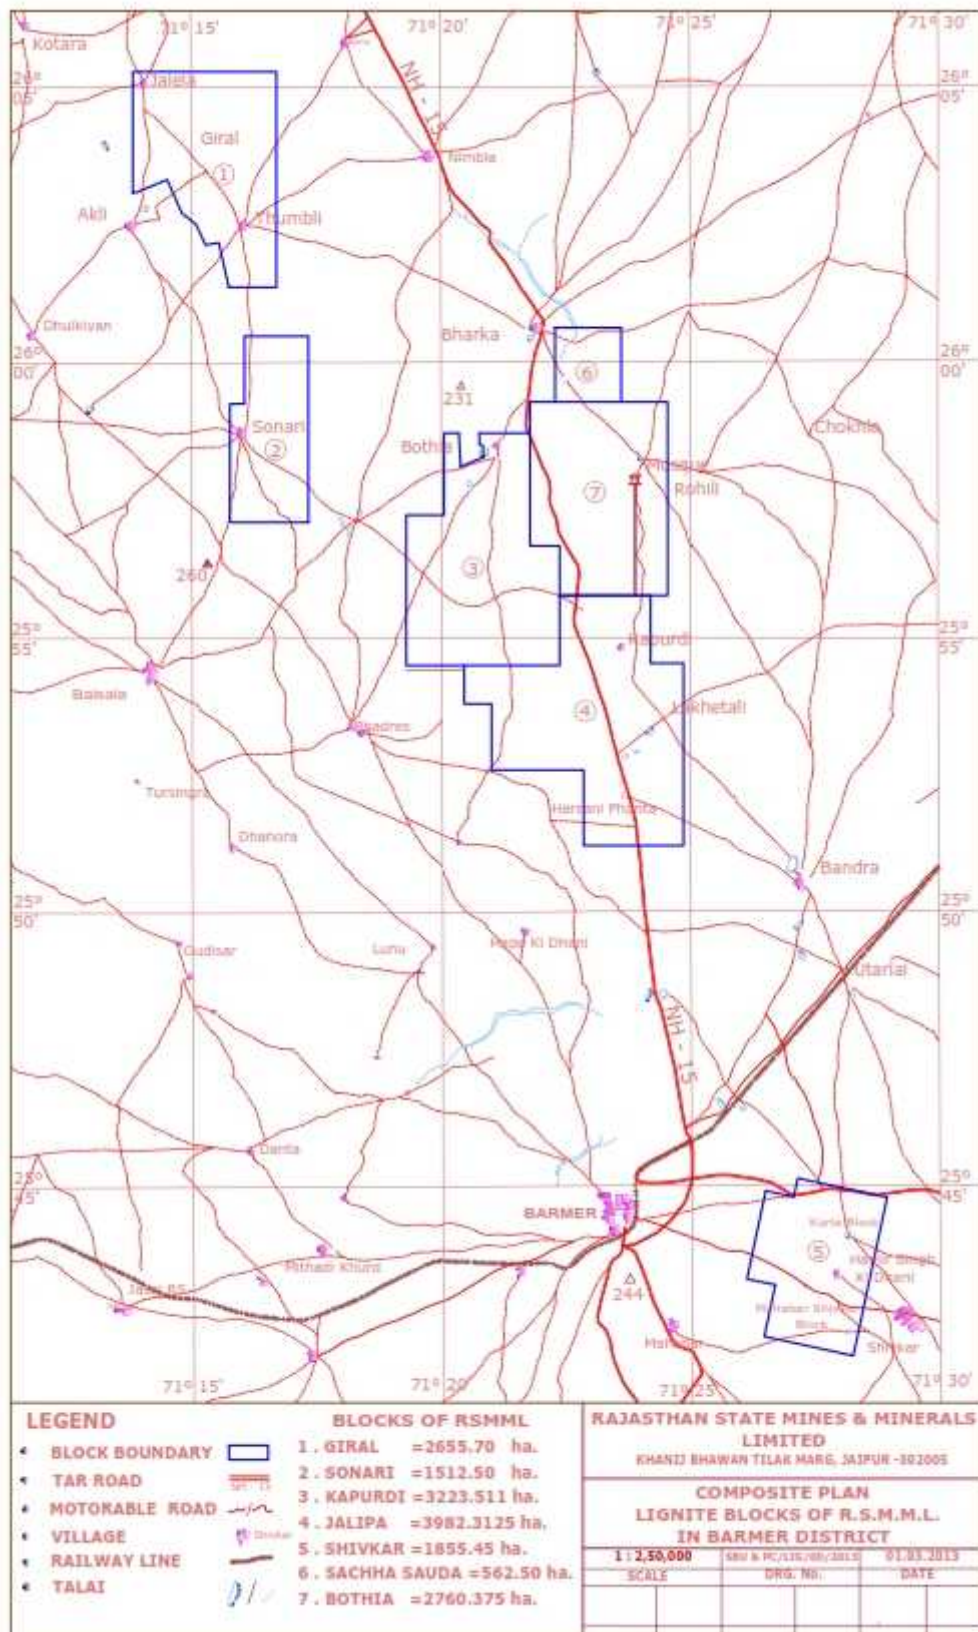 71° 15'
71° 20'
71° 25'
71° 30'
Kotara
NH - 15
26°
05'
26°
05'
Jalela
Giral
1
Nimbla
Akli
Thumbli
Dhulkiyan
Bharka
26°
00'
26°
00'
6
231
Sonari
2
Bothia
Chokhla
7
Rohili
3
260
25°
55'
25°
55'
Kapurdi
Baisala
4
Lukhetali
Dhanora
Bandra
25°
50'
25°
50'
Gudisar
Lunu
Utarlai
NH - 15
Danta
25°
45'
25°
45'
BARMER
5
Mithada Khurd
244
Shivkar
71° 15'
71° 20'
71° 25'
71° 30'
LEGEND
BLOCK BOUNDARY
TAR ROAD
MOTORABLE ROAD
VILLAGE
RAILWAY LINE
TALAI
BLOCKS OF RSMML
1 . GIRAL =2655.70 ha.
2 . SONARI =1512.50 ha.
3 . KAPURDI =3223.511 ha.
4 . JALIPA =3982.3125 ha.
5 . SHIVKAR =1855.45 ha.
6 . SACHHA SAUDA =562.50 ha.
7 . BOTHIA =2760.375 ha.
RAJASTHAN STATE MINES & MINERALS
LIMITED
KHANIJ BHAWAN TILAK MARG, JAIPUR -302005
COMPOSITE PLAN
LIGNITE BLOCKS OF R.S.M.M.L.
IN BARMER DISTRICT
1 : 2,50,000
01.03.2013
SCALE
DRG. No.
DATE